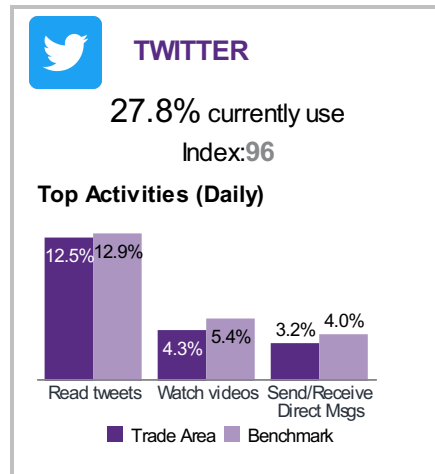 TWITTER
27.8% currently use
Index:96
Top Activities (Daily)
12.5% 12.9%
4.3% 5.4%
3.2% 4.0%
Read tweets Watch videos Send/Receive
Direct Msgs
Trade Area Benchmark